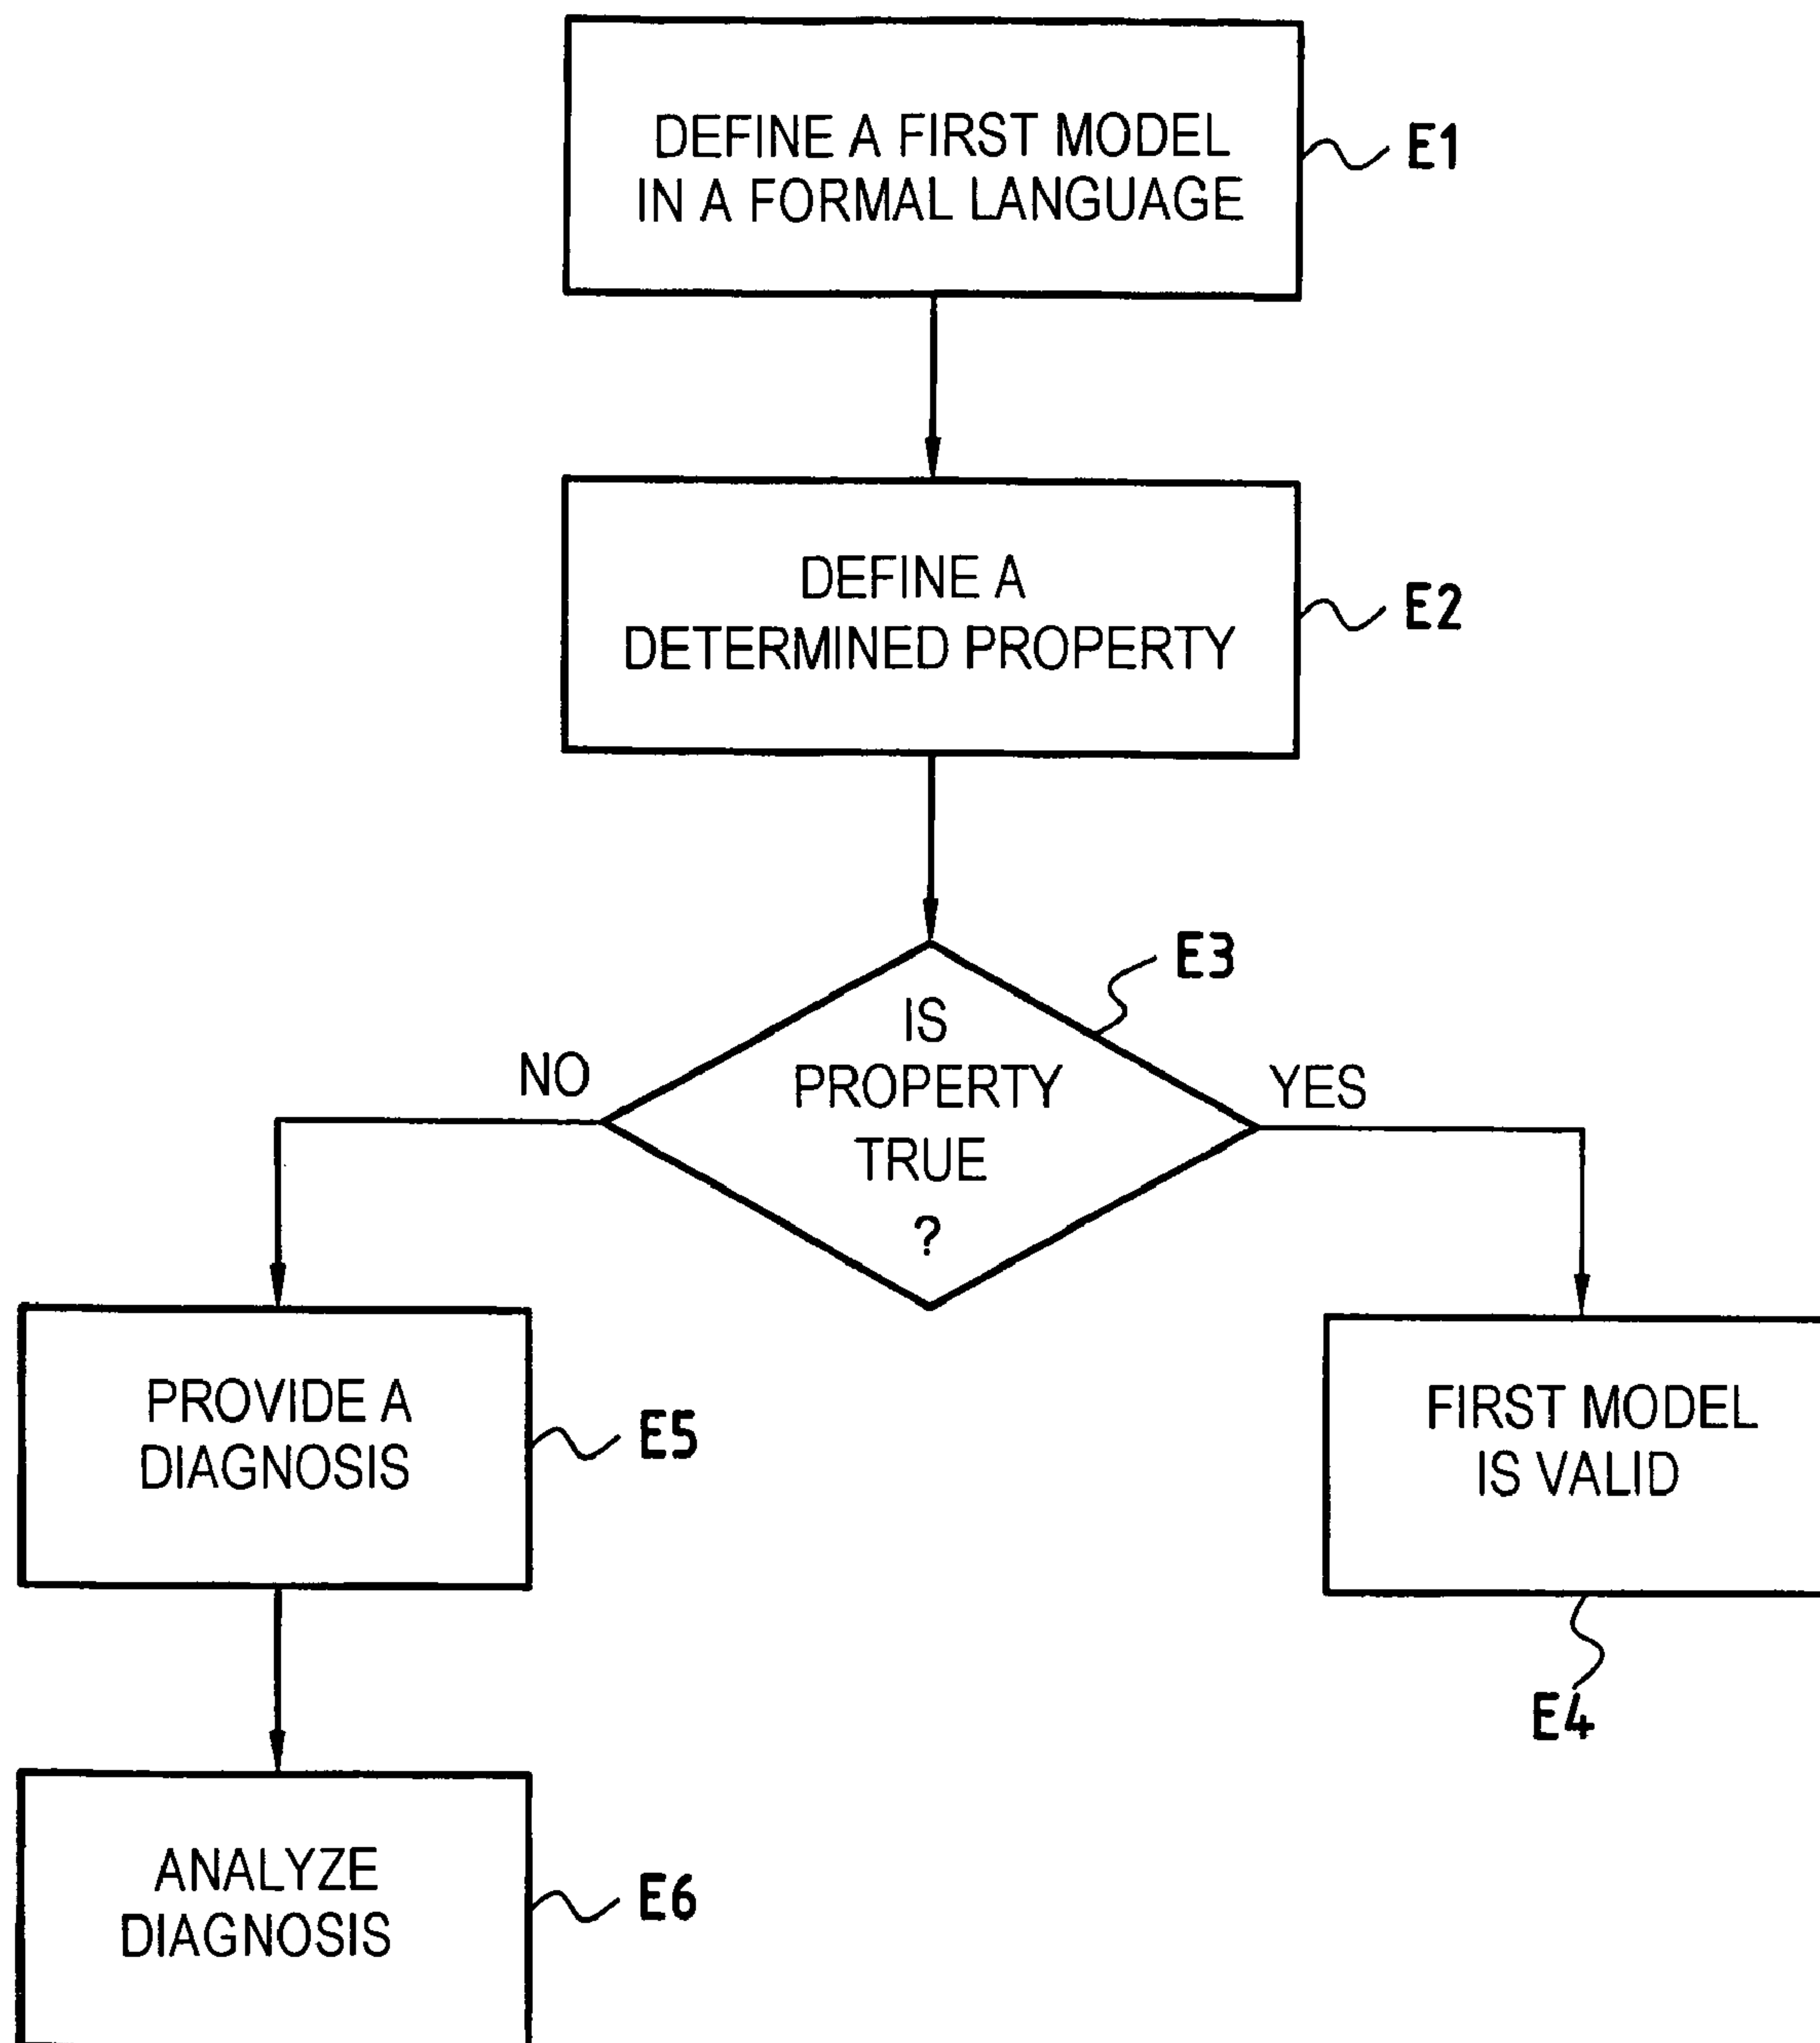 DEFINE A FIRST MODEL
IN A FORMAL LANGUAGE
E1
DEFINE A
DETERMINED PROPERTY
E2
E3
IS
PROPERTY
TRUE
?
NO
YES
PROVIDE A
DIAGNOSIS
E5
FIRST MODEL
IS VALID
E4
ANALYZE
DIAGNOSIS
E6